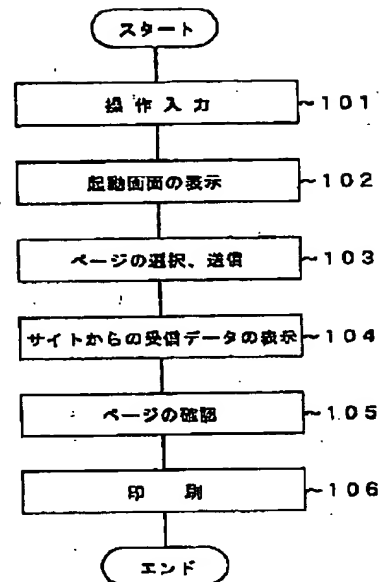 スタート
操作入力 ~101
起動画面の表示 ~102
ページの選択、送信 ~103
サイトからの受信データの表示 ~104
ページの確認 ~105
印 刷 ~106
エンド